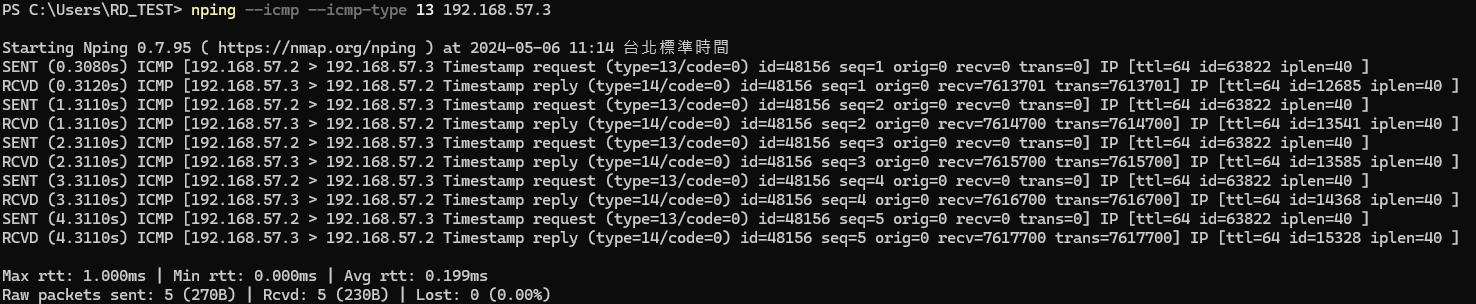 PS C:\Users\RD_TEST> nping --icmp --icmp-type 13 192.168.57.3
Starting Nping 0.7.95 ( https://nmap.org/nping ) at 2024-05-06 11:14 台北標準時間
SENT (0.3080s) ICMP [192.168.57.2 > 192.168.57.3 Timestamp request (type=13/code=0) id=48156 seq=1 orig=0 recv=0 trans=0] IP [ttl=64 id=63822 iplen=40 ]
RCVD (0.3120s) ICMP [192.168.57.3 > 192.168.57.2 Timestamp reply (type=14/code=0) id=48156 seq=1 orig=0 recv=7613701 trans=7613701] IP [ttl=64 id=12685 iplen=40 ]
SENT (1.3110s) ICMP [192.168.57.2 > 192.168.57.3 Timestamp request (type=13/code=0) id=48156 seq=2 orig=0 recv=0 trans=0] IP [ttl=64 id=63822 iplen=40 ]
RCVD (1.3110s) ICMP [192.168.57.3 > 192.168.57.2 Timestamp reply (type=14/code=0) id=48156 seq=2 orig=0 recv=7614700 trans=7614700] IP [ttl=64 id=13541 iplen=40 ]
SENT (2.3110s) ICMP [192.168.57.2 > 192.168.57.3 Timestamp request (type=13/code=0) id=48156 seq=3 orig=0 recv=0 trans=0] IP [ttl=64 id=63822 iplen=40 ]
RCVD (2.3110s) ICMP [192.168.57.3 > 192.168.57.2 Timestamp reply (type=14/code=0) id=48156 seq=3 orig=0 recv=7615700 trans=7615700] IP [ttl=64 id=13585 iplen=40 ]
SENT (3.3110s) ICMP [192.168.57.2 > 192.168.57.3 Timestamp request (type=13/code=0) id=48156 seq=4 orig=0 recv=0 trans=0] IP [ttl=64 id=63822 iplen=40 ]
RCVD (3.3110s) ICMP [192.168.57.3 > 192.168.57.2 Timestamp reply (type=14/code=0) id=48156 seq=4 orig=0 recv=7616700 trans=7616700] IP [ttl=64 id=14368 iplen=40 ]
SENT (4.3110s) ICMP [192.168.57.2 > 192.168.57.3 Timestamp request (type=13/code=0) id=48156 seq=5 orig=0 recv=0 trans=0] IP [ttl=64 id=63822 iplen=40 ]
RCVD (4.3110s) ICMP [192.168.57.3 > 192.168.57.2 Timestamp reply (type=14/code=0) id=48156 seq=5 orig=0 recv=7617700 trans=7617700] IP [ttl=64 id=15328 iplen=40 ]
Max rtt: 1.000ms | Min rtt: 0.000ms | Avg rtt: 0.199ms
Raw packets sent: 5 (270B) | Rcvd: 5 (230B) | Lost: 0 (0.00%)